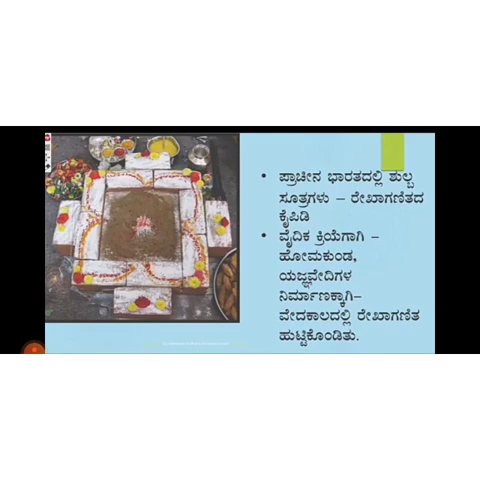 • ಪ್ರಾಚೀನ ಭಾರತದಲ್ಲಿ ಶುಲ್ಬ
ಸೂತ್ರಗಳು – ರೇಖಾಗಣಿತದ
ಕೈಪಿಡಿ
• ವೈದಿಕ ಕ್ರಿಯೆಗಾಗಿ –
ಹೋಮಕುಂಡ,
ಯಜ್ಞವೇದಿಗಳ
ನಿರ್ಮಾಣಕ್ಕಾಗಿ–
ವೇದಕಾಲದಲ್ಲಿ ರೇಖಾಗಣಿತ
ಹುಟ್ಟಿಕೊಂಡಿತು.